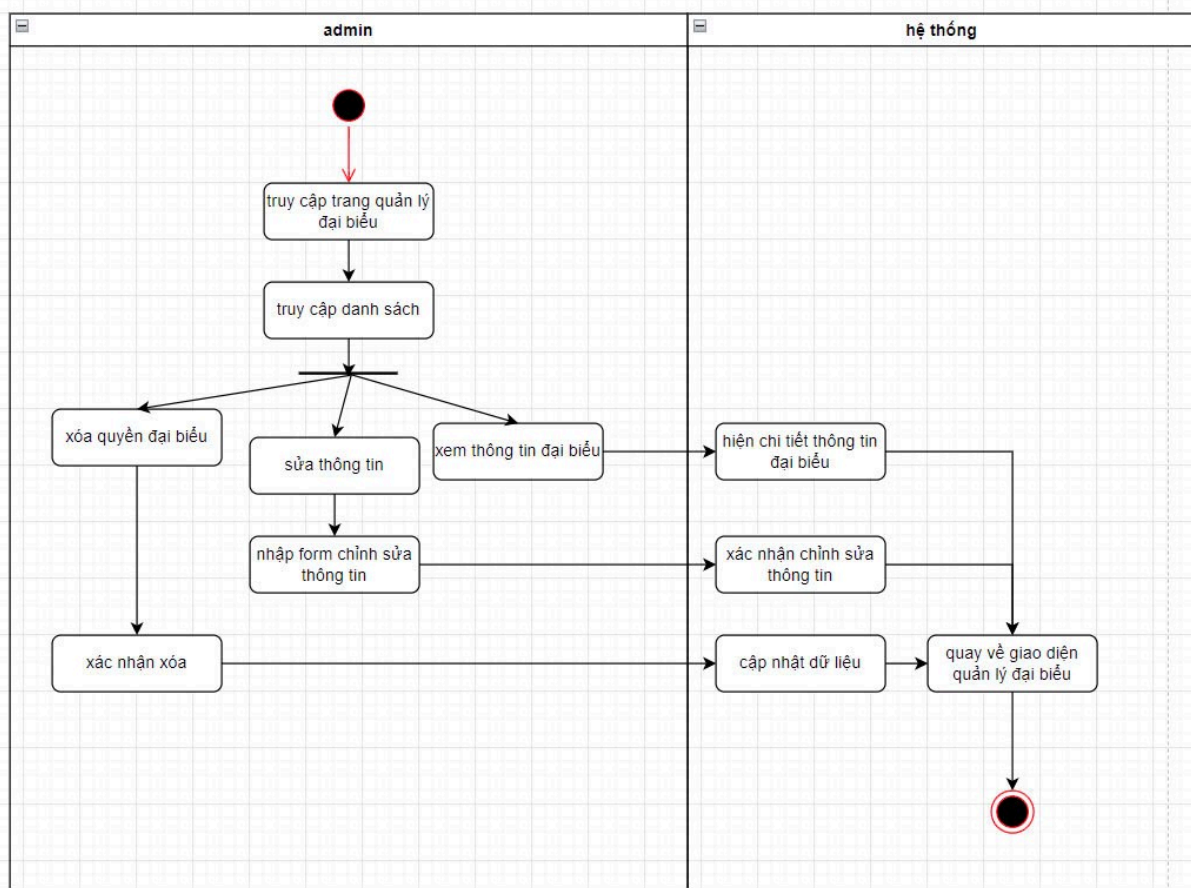 admin
hệ thống
truy cập trang quản lý
đại biểu
truy cập danh sách
xóa quyền đại biểu
sửa thông tin
xem thông tin đại biểu
hiện chi tiết thông tin
đại biểu
nhập form chỉnh sửa
thông tin
xác nhận chỉnh sửa
thông tin
xác nhận xóa
cập nhật dữ liệu
quay về giao diện
quản lý đại biểu